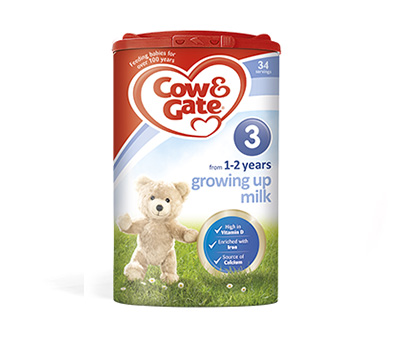 Feeding babies for
over 100 years
34
servings
Cow &
Gate
3
from 1-2 years
growing up
milk
High in
Vitamin D
Enriched with
Iron
Source of
Calcium